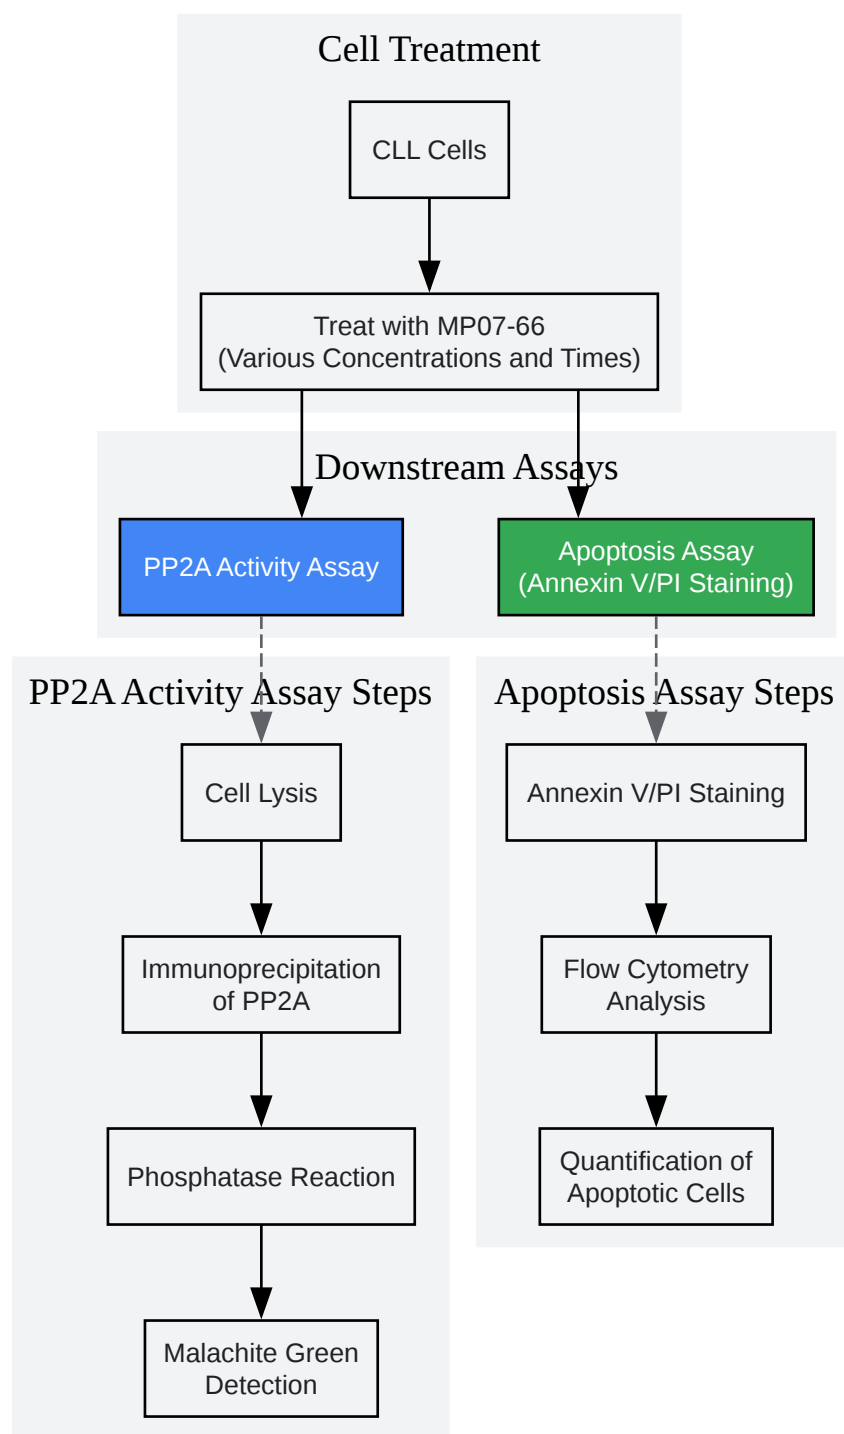 Cell Treatment
CLL Cells
Treat with MP07-66
(Various Concentrations and Times)
Downstream Assays
PP2A Activity Assay
Apoptosis Assay
(Annexin V/PI Staining)
PP2A Activity Assay Steps
Cell Lysis
Immunoprecipitation
of PP2A
Phosphatase Reaction
Malachite Green
Detection
Apoptosis Assay Steps
Annexin V/PI Staining
Flow Cytometry
Analysis
Quantification of
Apoptotic Cells